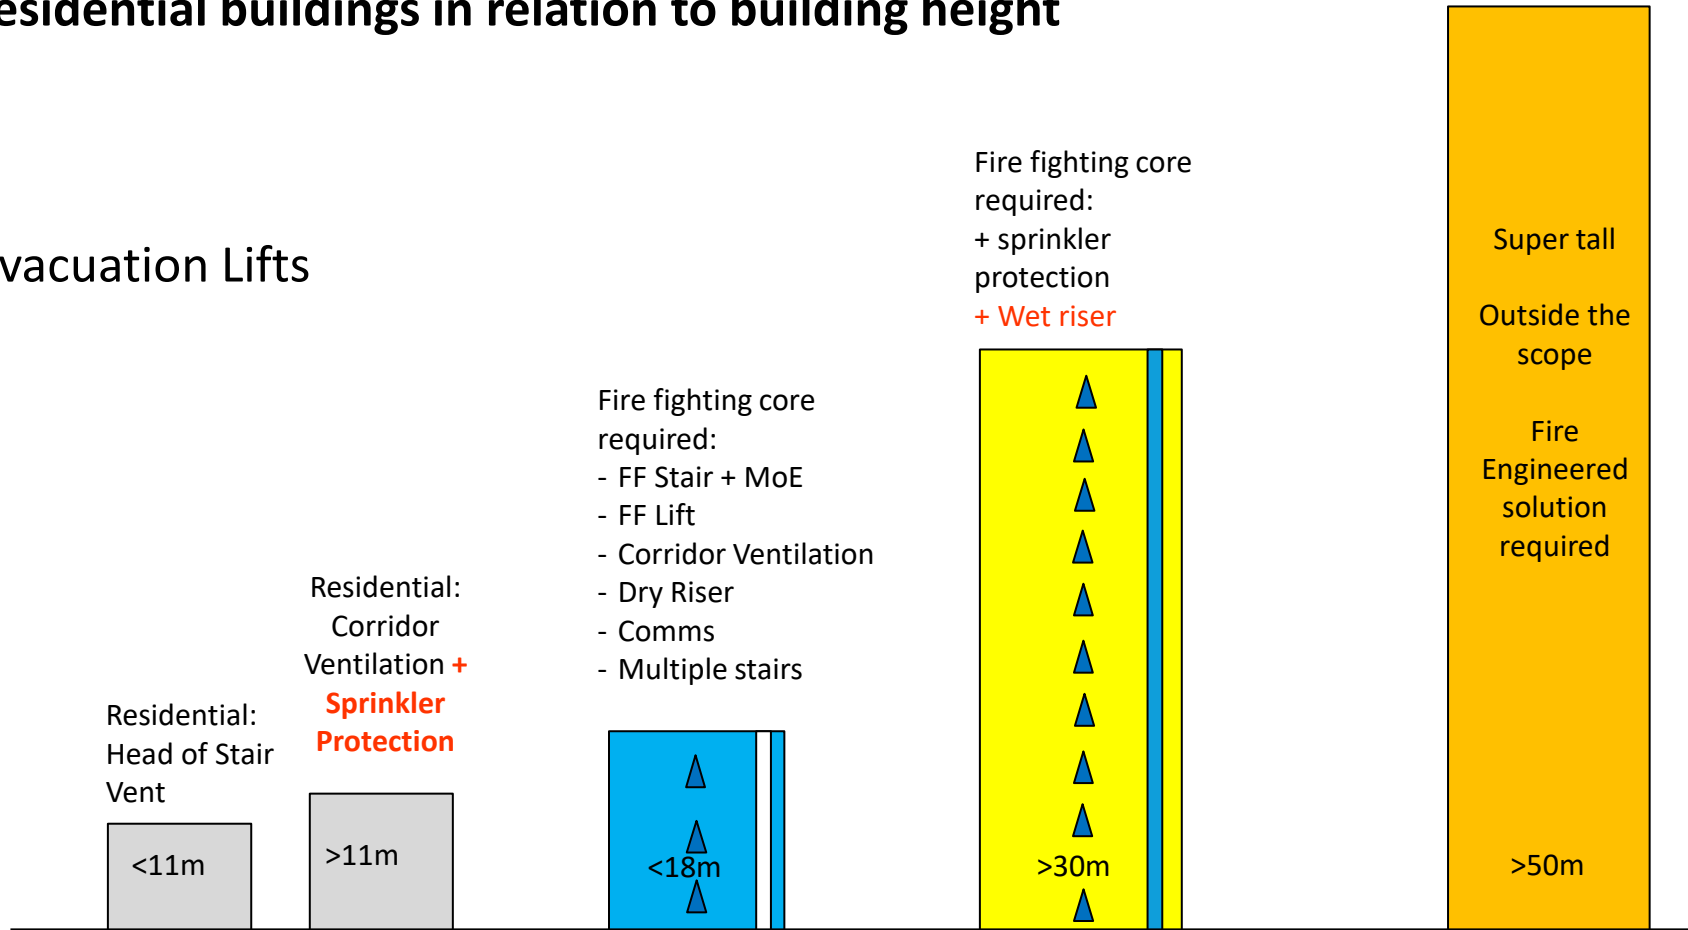 esidential buildings in relation to building height
vacuation Lifts
Residential:
Head of Stair
Vent
<11m
Residential:
Corridor
Ventilation +
Sprinkler
Protection
>11m
Fire fighting core
required:
- FF Stair + MoE
- FF Lift
- Corridor Ventilation
- Dry Riser
- Comms
- Multiple stairs
<18m
Fire fighting core
required:
+ sprinkler
protection
+ Wet riser
>30m
Super tall
Outside the
scope
Fire
Engineered
solution
required
>50m